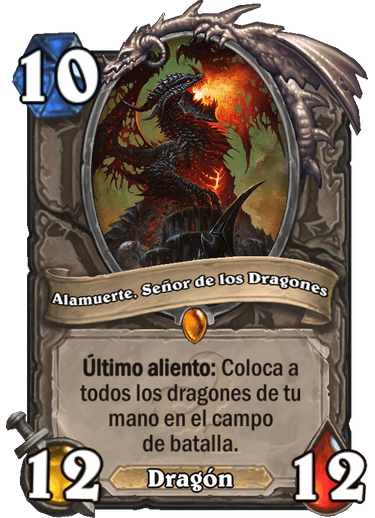 10
Alamuerte, Señor de los Dragones
Último aliento: Coloca a
todos los dragones de tu
mano en el campo
de batalla.
12 Dragón 12